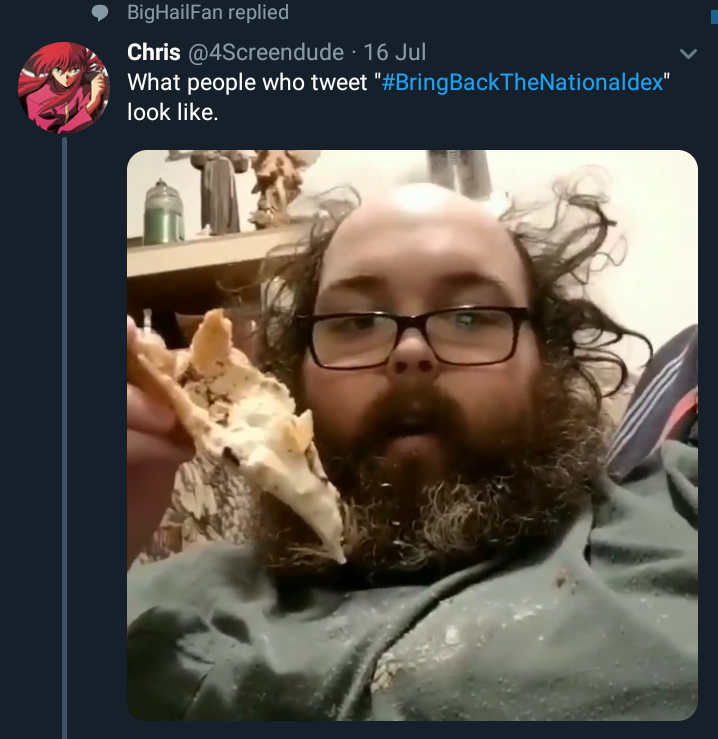 BigHailFan replied
Chris @4Screendude · 16 Jul
What people who tweet "#BringBackTheNationaldex"
look like.